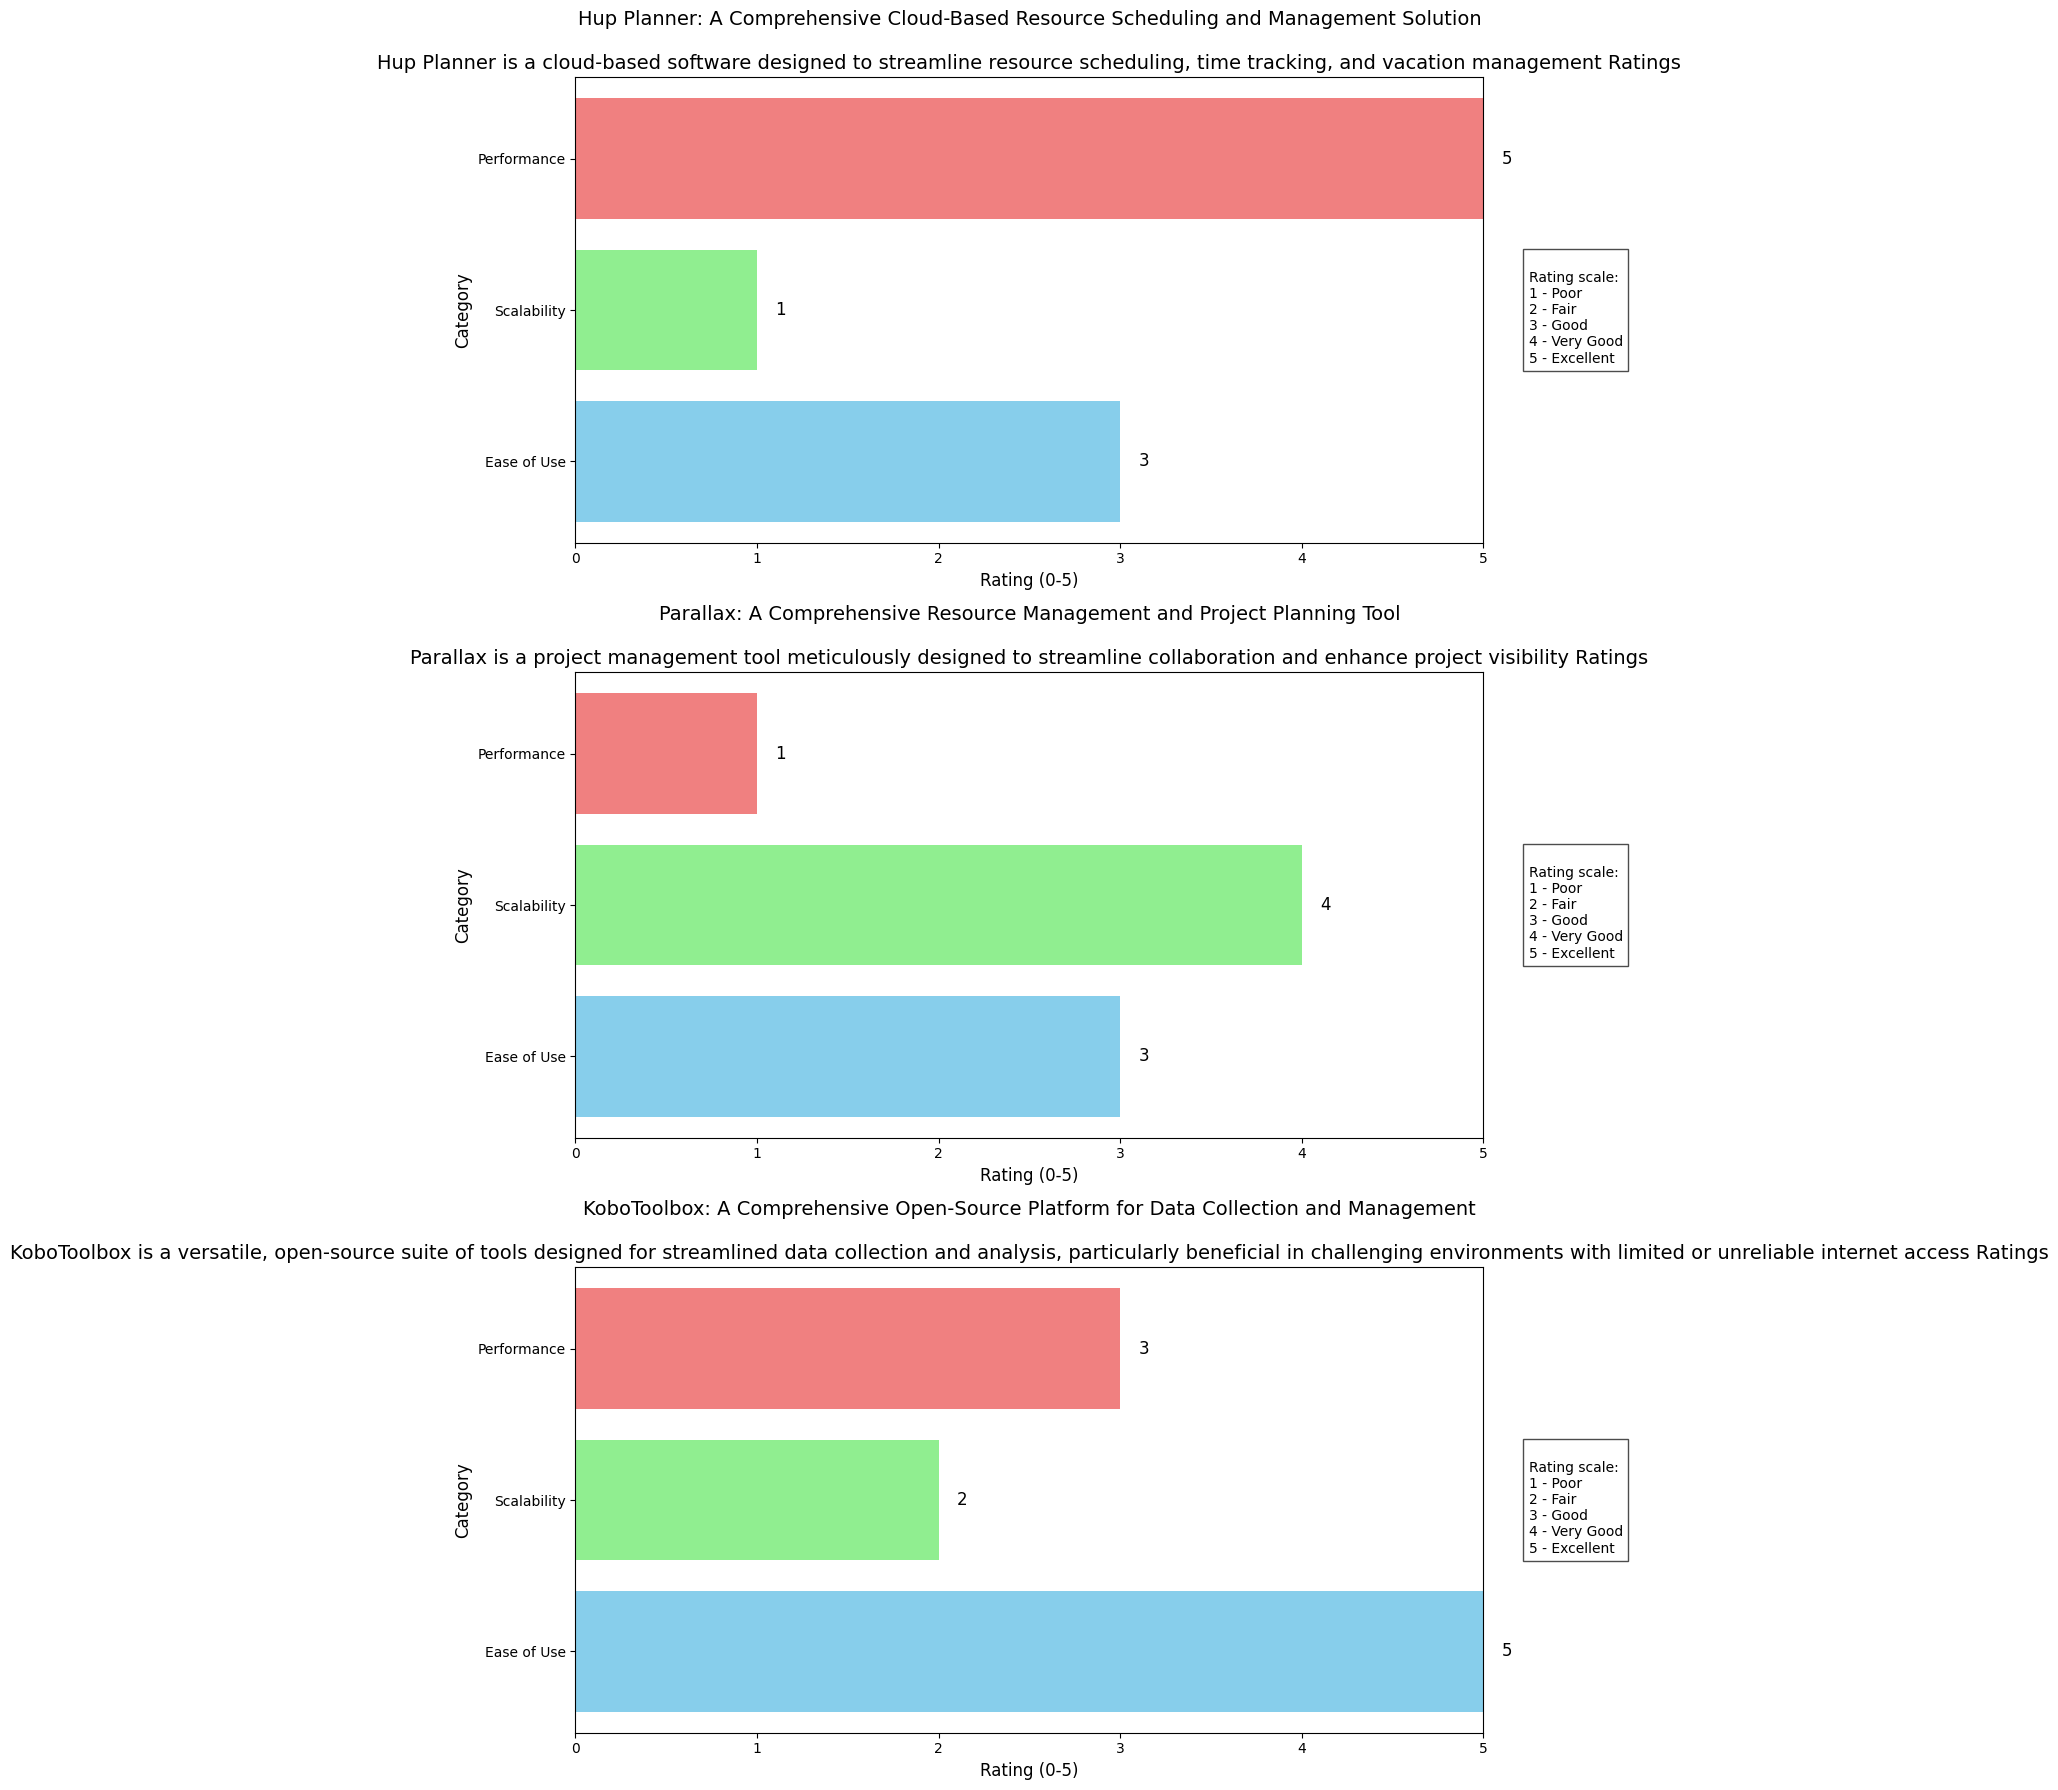 Hup Planner: A Comprehensive Cloud-Based Resource Scheduling and Management Solution
Hup Planner is a cloud-based software designed to streamline resource scheduling, time tracking, and vacation management Ratings
Performance
5
Category
Scalability
1
Rating scale:
1 - Poor
2 - Fair
3 - Good
4 - Very Good
5 - Excellent
Ease of Use
3
0 1 2 3 4 5
Rating (0-5)
Parallax: A Comprehensive Resource Management and Project Planning Tool
Parallax is a project management tool meticulously designed to streamline collaboration and enhance project visibility Ratings
Performance
1
Category
Scalability
4
Rating scale:
1 - Poor
2 - Fair
3 - Good
4 - Very Good
5 - Excellent
Ease of Use
3
0 1 2 3 4 5
Rating (0-5)
KoboToolbox: A Comprehensive Open-Source Platform for Data Collection and Management
KoboToolbox is a versatile, open-source suite of tools designed for streamlined data collection and analysis, particularly beneficial in challenging environments with limited or unreliable internet access Ratings
Performance
3
Category
Scalability
2
Rating scale:
1 - Poor
2 - Fair
3 - Good
4 - Very Good
5 - Excellent
Ease of Use
5
0 1 2 3 4 5
Rating (0-5)